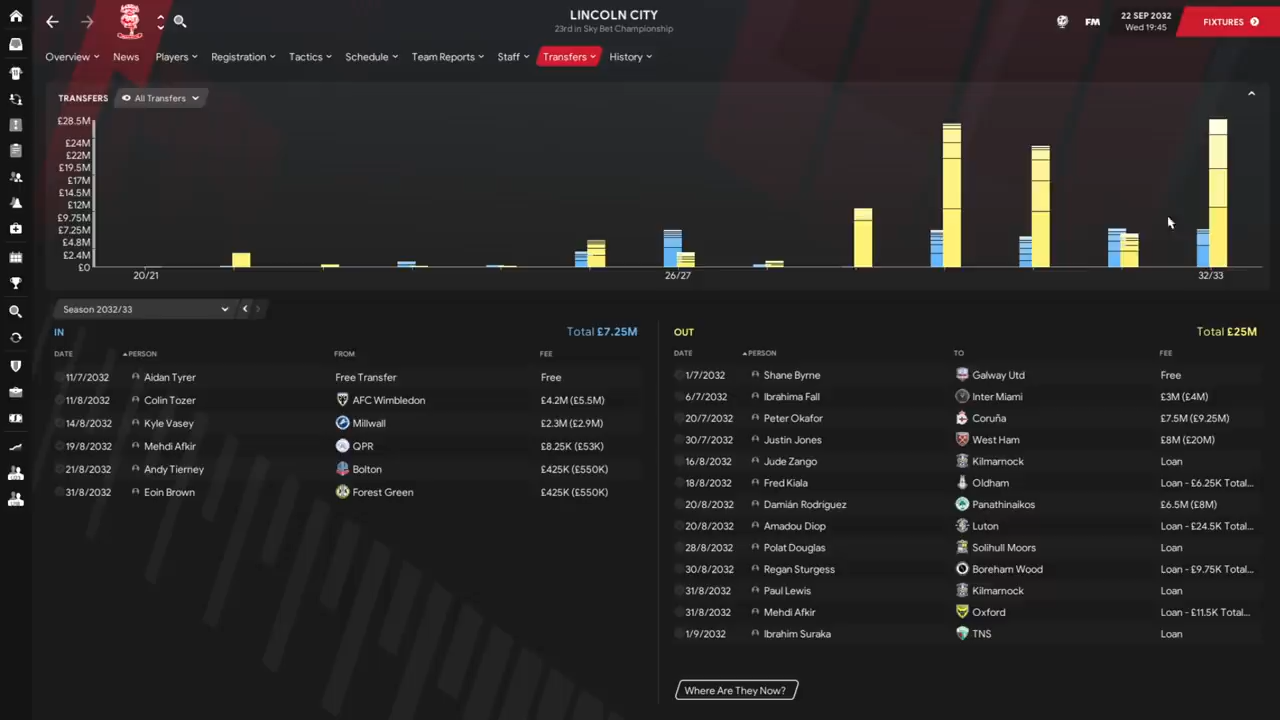 LINCOLN CITY
23rd in Sky Bet Championship
FM
22 SEP 2032
Wed 19:45
FIXTURES
Overview News Players Registration Tactics Schedule Team Reports Staff Transfers History
TRANSFERS All Transfers
£28.5M
£24M
£22M
£19.5M
£17M
£14.5M
£12M
£9.75M
£7.25M
£4.8M
£2.4M
£0
20/21 26/27 32/33
Season 2032/33
IN Total £7.25M
DATE PERSON FROM FEE
11/7/2032 Aidan Tyrer Free Transfer Free
11/8/2032 Colin Tozer AFC Wimbledon £4.2M (£5.5M)
14/8/2032 Kyle Vasey Millwall £2.3M (£2.9M)
19/8/2032 Mehdi Afkir QPR £8.25K (£53K)
21/8/2032 Andy Tierney Bolton £425K (£550K)
31/8/2032 Eoin Brown Forest Green £425K (£550K)
OUT Total £25M
DATE PERSON TO FEE
1/7/2032 Shane Byrne Galway Utd Free
6/7/2032 Ibrahima Fall Inter Miami £3M (£4M)
20/7/2032 Peter Okafor Coruña £7.5M (£9.25M)
30/7/2032 Justin Jones West Ham £8M (£20M)
16/8/2032 Jude Zango Kilmarnock Loan
18/8/2032 Fred Kiala Oldham Loan - £6.25K Total...
20/8/2032 Damián Rodríguez Panathinaikos £6.5M (£8M)
20/8/2032 Amadou Diop Luton Loan - £24.5K Total...
28/8/2032 Polat Douglas Solihull Moors Loan
30/8/2032 Regan Sturgess Boreham Wood Loan - £9.75K Total...
31/8/2032 Paul Lewis Kilmarnock Loan
31/8/2032 Mehdi Afkir Oxford Loan - £11.5K Total...
1/9/2032 Ibrahim Suraka TNS Loan
Where Are They Now?